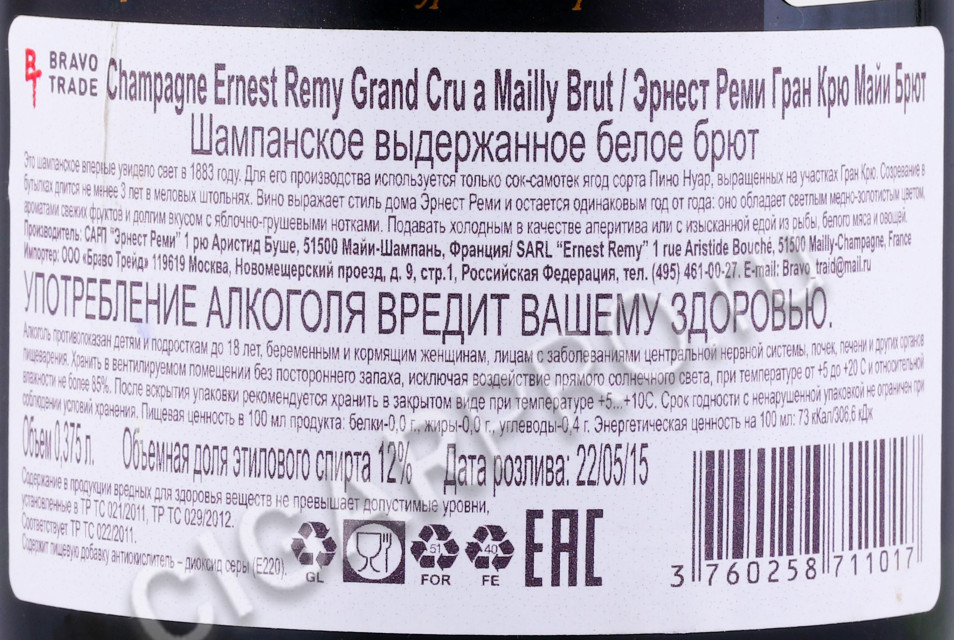 BRAVO
TRADE
Champagne Ernest Remy Grand Cru a Mailly Brut / Эрнест Реми Гран Крю Майи Брют
Шампанское выдержанное белое брют
Это шампанское впервые увидело свет в 1883 году. Для его производства используется только сок-самотек ягод сорта Пино Нуар, выращенных на участках Гран Крю. Созревание в
бутылках длится не менее 3 лет в меловых штольнях. Вино выражает стиль дома Эрнест Реми и остается одинаковым год от года: оно обладает светлым медно-золотистым цветом,
ароматами свежих фруктов и долгим вкусом с яблочно-грушевыми нотками. Подавать холодным в качестве аперитива или с изысканной едой из рыбы, белого мяса и овощей.
Производитель: САРЛ "Эрнест Реми" 1 рю Аристид Буше, 51500 Майи-Шампань, Франция/ SARL "Ernest Remy" 1 rue Aristide Bouché, 51500 Mailly-Champagne, France
Импортер: ООО «Браво Трейд» 119619 Москва, Новомещерский проезд, д. 9, стр.1, Российская Федерация, тел. (495) 461-00-27. E-mail: Bravo_traid@mail.ru
УПОТРЕБЛЕНИЕ АЛКОГОЛЯ ВРЕДИТ ВАШЕМУ ЗДОРОВЬЮ.
Алкоголь противопоказан детям и подросткам до 18 лет, беременным и кормящим женщинам, лицам с заболеваниями центральной нервной системы, почек, печени и других органов
пищеварения. Хранить в вентилируемом помещении без постороннего запаха, исключая воздействие прямого солнечного света, при температуре от +5 до +20 С и относительной
влажности не более 85%. После вскрытия упаковки рекомендуется хранить в закрытом виде при температуре +5...+10С. Срок годности с ненарушенной упаковкой не ограничен при
соблюдении условий хранения. Пищевая ценность в 100 мл продукта: белки-0,0 г., жиры-0,0 г., углеводы-0,4 г. Энергетическая ценность на 100 мл: 73 кКал/306.6 кДж
Объем 0,375 л. Объемная доля этилового спирта 12% Дата розлива: 22/05/15
Содержание в продукции вредных для здоровья веществ не превышает допустимые уровни,
установленные в ТР ТС 021/2011, ТР ТС 029/2012.
Соответствует ТР ТС 022/2011.
Содержит пищевую добавку антиокислитель – диоксид серы (Е220).
GL
51
FOR
40
FE
EAC
3 760258 711017
CIGARPRO.ru